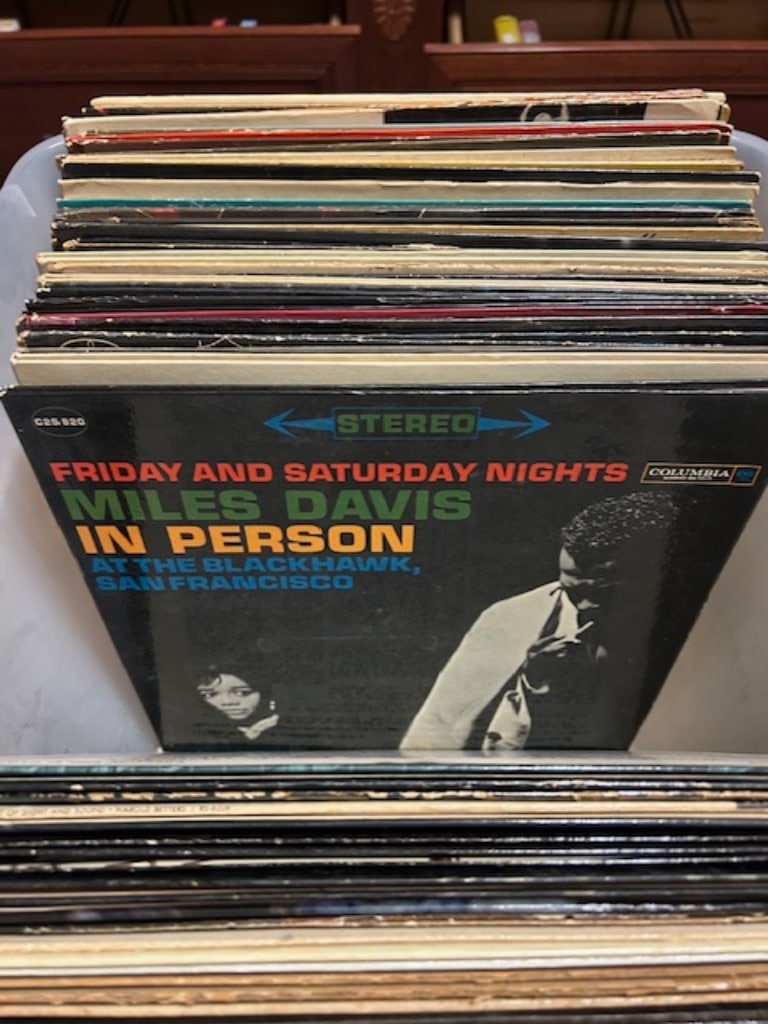 C2S 820
STEREO
FRIDAY AND SATURDAY NIGHTS
COLUMBIA
MILES DAVIS
IN PERSON
AT THE BLACKHAWK,
SAN FRANCISCO